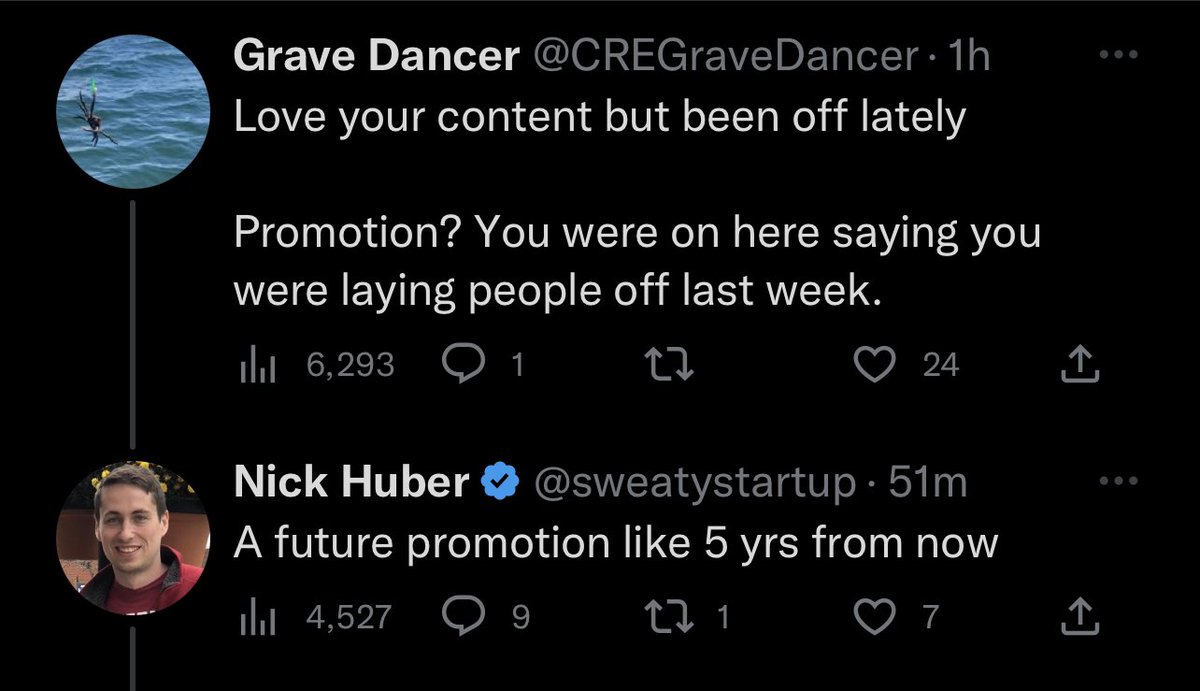 Grave Dancer @CREGraveDancer · 1h
Love your content but been off lately
Promotion? You were on here saying you
were laying people off last week.
6,293 1 24
Nick Huber @sweatystartup · 51m
A future promotion like 5 yrs from now
4,527 9 1 7